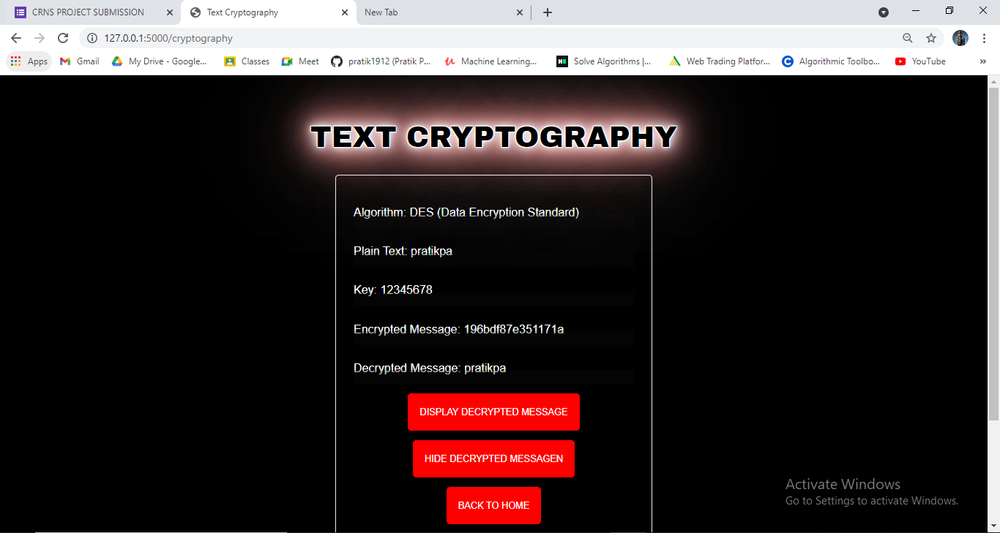 CRNS PROJECT SUBMISSION
Text Cryptography
New Tab
127.0.0.1:5000/cryptography
Apps
Gmail
My Drive - Google...
Classes
Meet
pratik1912 (Pratik P...
Machine Learning...
Solve Algorithms |...
Web Trading Platfor...
Algorithmic Toolbo...
YouTube
»
TEXT CRYPTOGRAPHY
Algorithm: DES (Data Encryption Standard)
Plain Text: pratikpa
Key: 12345678
Encrypted Message: 196bdf87e351171a
Decrypted Message: pratikpa
DISPLAY DECRYPTED MESSAGE
HIDE DECRYPTED MESSAGEN
BACK TO HOME
Activate Windows
Go to Settings to activate Windows.